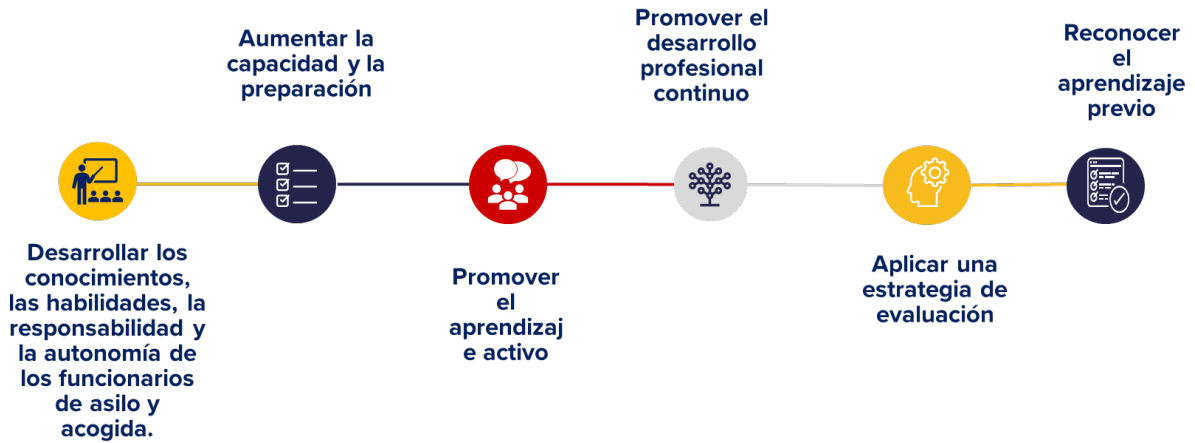 Desarrollar los
conocimientos,
las habilidades, la
responsabilidad y
la autonomía de
los funcionarios
de asilo y
acogida.
Aumentar la
capacidad y la
preparación
Promover
el
aprendizaj
e activo
Promover el
desarrollo
profesional
continuo
Aplicar una
estrategia de
evaluación
Reconocer
el
aprendizaje
previo